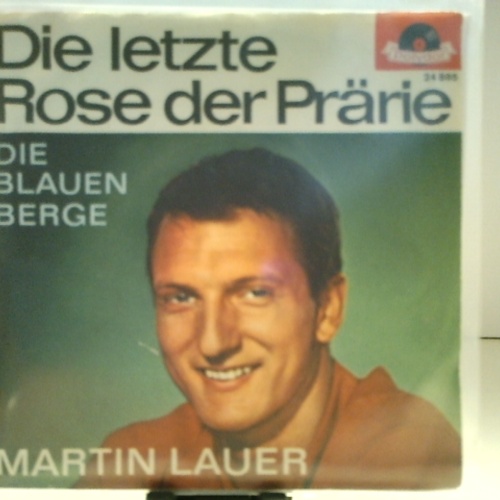 Die letzte
Rose der Prärie
DIE
BLAUEN
BERGE
MARTIN LAUER